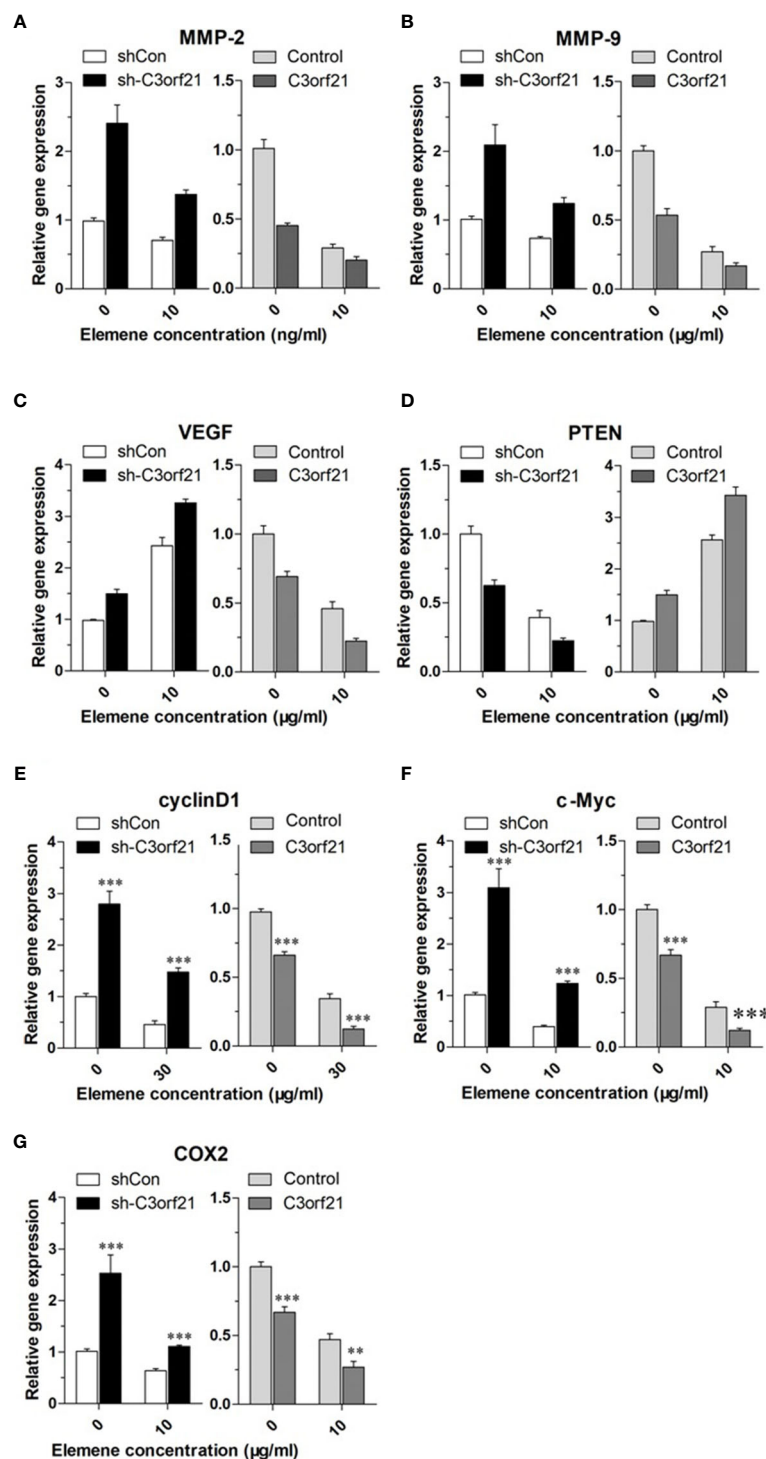 A
MMP-2
shCon
sh-C3orf21
Control
C3orf21
Relative gene expression
3
2
1
0
1.5
1.0
0.5
0.0
0
10
0
10
Elemene concentration (ng/ml)
B
MMP-9
shCon
sh-C3orf21
Control
C3orf21
Relative gene expression
3
2
1
0
1.5
1.0
0.5
0.0
0
10
0
10
Elemene concentration (µg/ml)
C
VEGF
shCon
sh-C3orf21
Control
C3orf21
Relative gene expression
4
3
2
1
0
1.5
1.0
0.5
0.0
0
10
0
10
Elemene concentration (µg/ml)
D
PTEN
shCon
sh-C3orf21
Control
C3orf21
Relative gene expression
1.5
1.0
0.5
0.0
4
3
2
1
0
0
10
0
10
Elemene concentration (µg/ml)
E
cyclinD1
shCon
sh-C3orf21
Control
C3orf21
Relative gene expression
4
3
2
1
0
***
***
1.5
1.0
0.5
0.0
***
***
0
30
0
30
Elemene concentration (µg/ml)
F
c-Myc
shCon
sh-C3orf21
Control
C3orf21
Relative gene expression
4
3
2
1
0
***
***
1.5
1.0
0.5
0.0
***
***
0
10
0
10
Elemene concentration (µg/ml)
G
COX2
shCon
sh-C3orf21
Control
C3orf21
Relative gene expression
4
3
2
1
0
***
***
1.5
1.0
0.5
0.0
***
**
0
10
0
10
Elemene concentration (µg/ml)